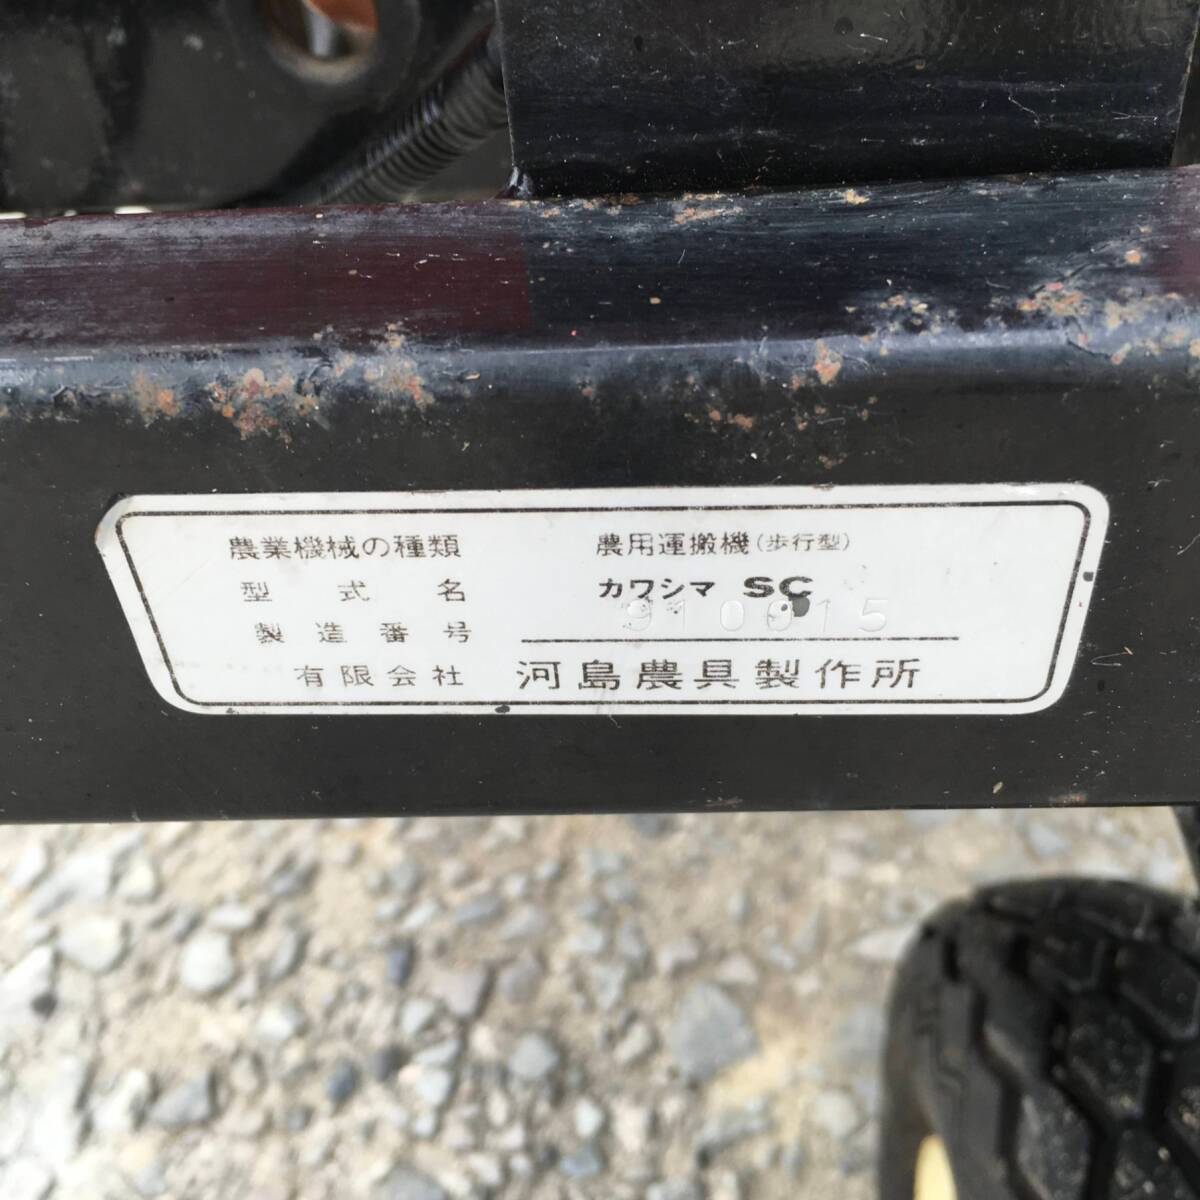 農業機械の種類 農用運搬機(歩行型)
型式名 カワシマ SC
製造番号 910015
有限会社 河島農具製作所